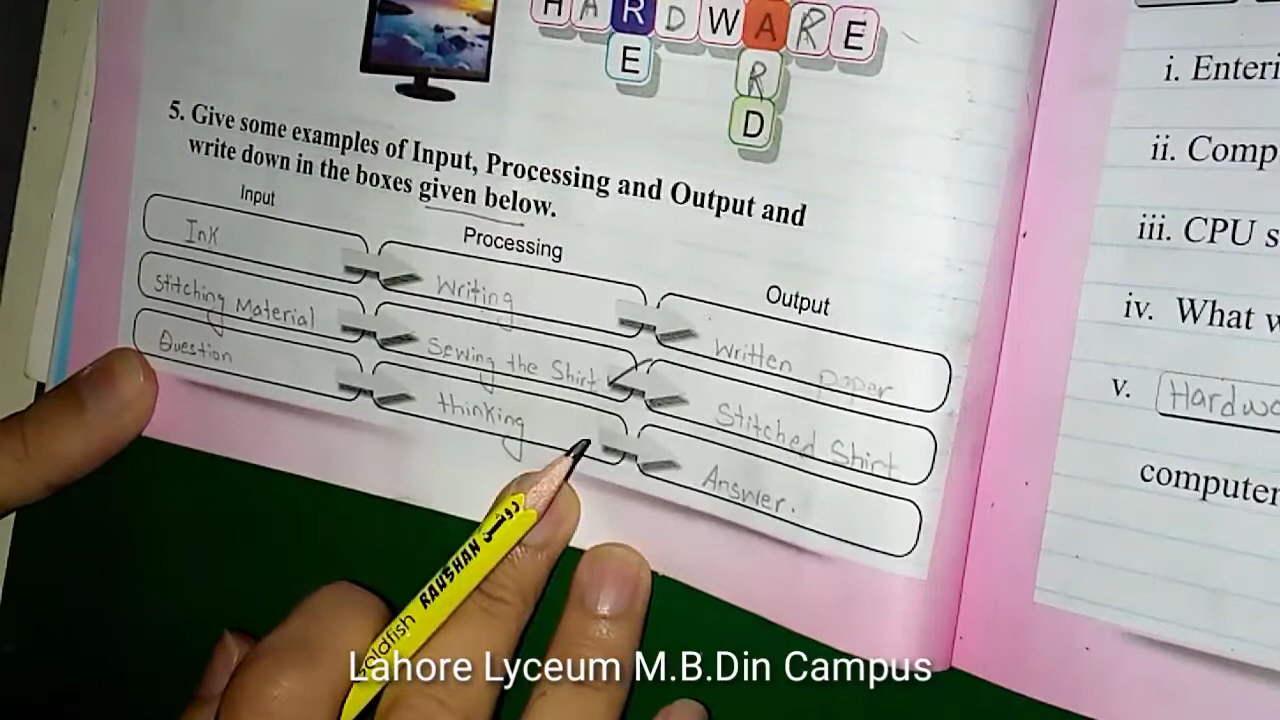 HARDWARE
E
R
D
5. Give some examples of Input, Processing and Output and
write down in the boxes given below.
Input
Processing
Output
Ink
Writing
Written paper
Stitching Material
Sewing the Shirt
Stitched Shirt
Question
thinking
Answer.
i. Enteri
ii. Comp
iii. CPU s
iv. What w
v. Hardwa
computer
Goldfish RAUSHAN روشن
Lahore Lyceum M.B.Din Campus